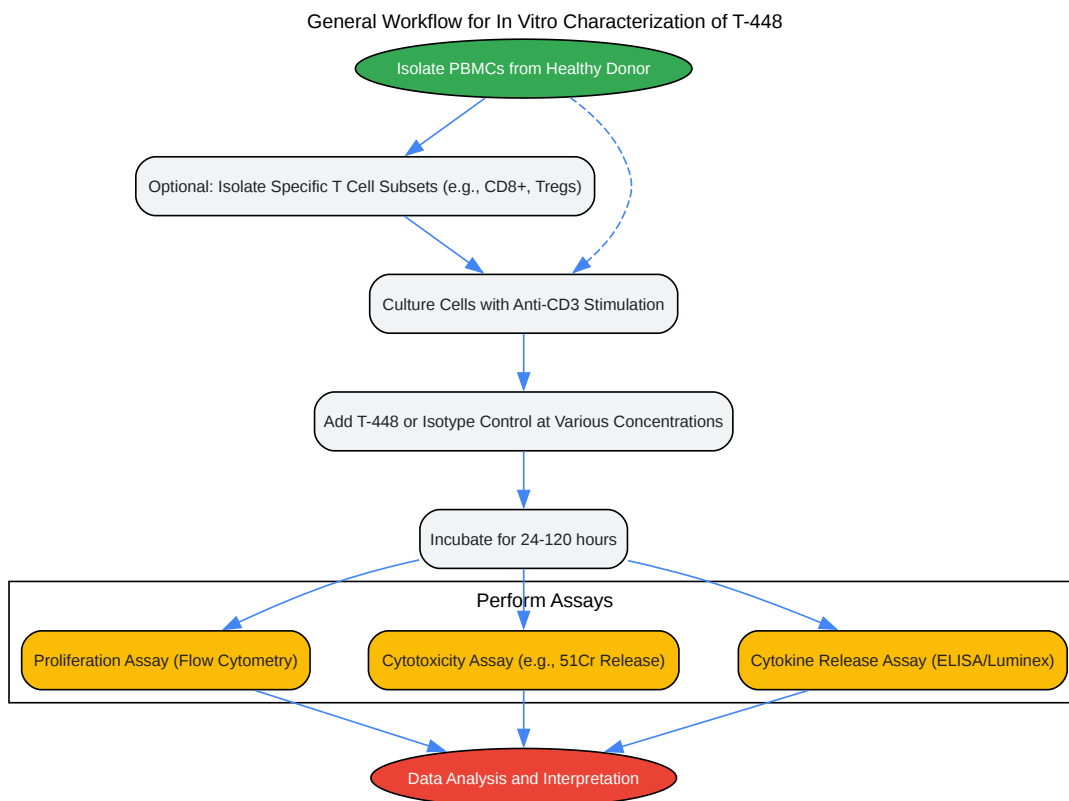 General Workflow for In Vitro Characterization of T-448
Isolate PBMCs from Healthy Donor
Optional: Isolate Specific T Cell Subsets (e.g., CD8+, Tregs)
Culture Cells with Anti-CD3 Stimulation
Add T-448 or Isotype Control at Various Concentrations
Incubate for 24-120 hours
Perform Assays
Proliferation Assay (Flow Cytometry)
Cytotoxicity Assay (e.g., 51Cr Release)
Cytokine Release Assay (ELISA/Luminex)
Data Analysis and Interpretation